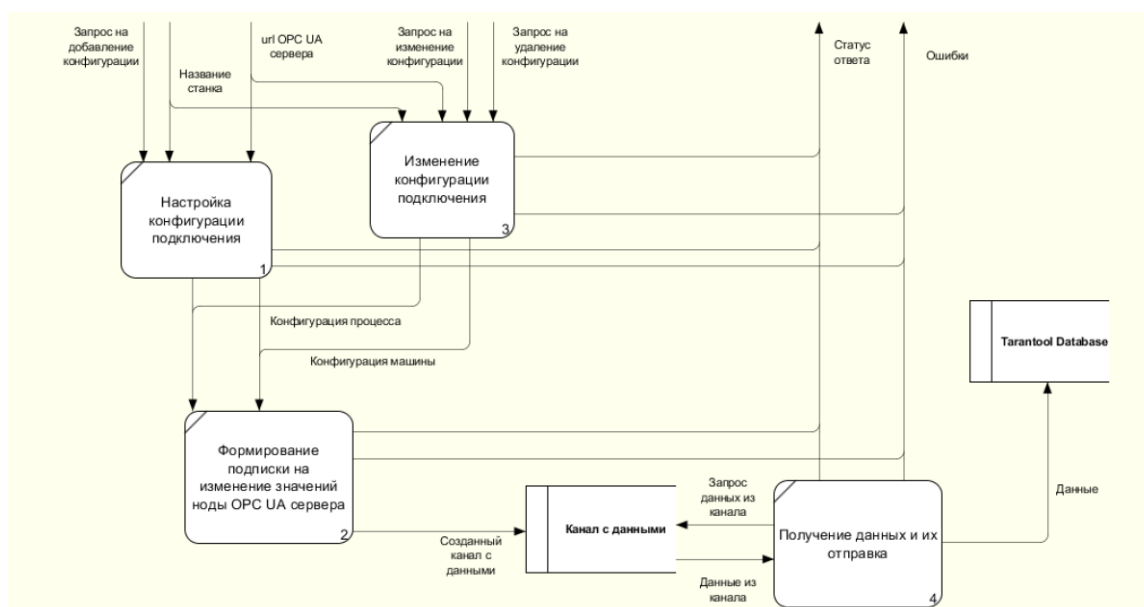 Запрос на
добавление
конфигурации
url OPC UA
сервера
Запрос на
изменение
конфигурации
Запрос на
удаление
конфигурации
Статус
ответа
Ошибки
Название
станка
Изменение
конфигурации
подключения
3
Настройка
конфигурации
подключения
1
Конфигурация процесса
Конфигурация машины
Tarantool Database
Формирование
подписки на
изменение значений
ноды OPC UA сервера
2
Созданный
канал с
данными
Канал с данными
Запрос
данных из
канала
Данные из
канала
Получение данных и их
отправка
4
Данные